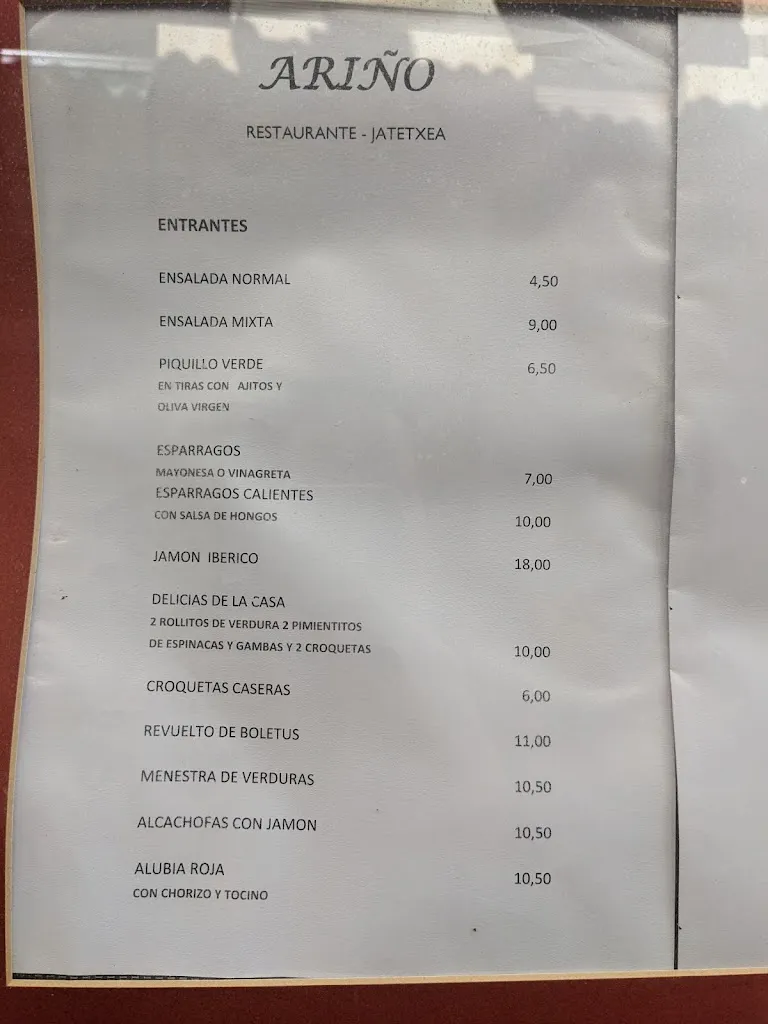 ARIÑO
RESTAURANTE - JATETXEA
ENTRANTES
ENSALADA NORMAL 4,50
ENSALADA MIXTA 9,00
PIQUILLO VERDE 6,50
EN TIRAS CON AJITOS Y
OLIVA VIRGEN
ESPARRAGOS
MAYONESA O VINAGRETA 7,00
ESPARRAGOS CALIENTES
CON SALSA DE HONGOS 10,00
JAMON IBERICO 18,00
DELICIAS DE LA CASA
2 ROLLITOS DE VERDURA 2 PIMIENTITOS
DE ESPINACAS Y GAMBAS Y 2 CROQUETAS 10,00
CROQUETAS CASERAS 6,00
REVUELTO DE BOLETUS 11,00
MENESTRA DE VERDURAS 10,50
ALCACHOFAS CON JAMON 10,50
ALUBIA ROJA 10,50
CON CHORIZO Y TOCINO